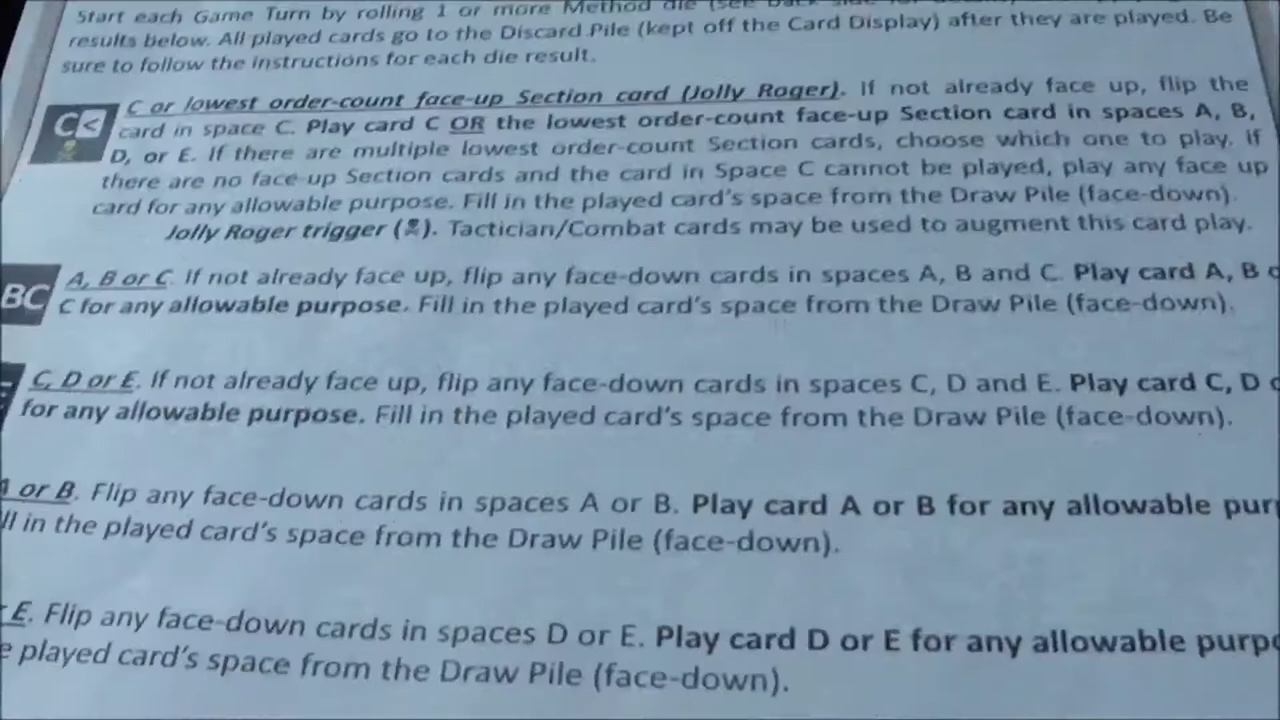 Start each Game Turn by rolling 1 or more Method die (see
results below. All played cards go to the Discard Pile (kept off the Card Display) after they are played. Be
sure to follow the instructions for each die result.
C or lowest order-count face-up Section card (Jolly Roger). If not already face up, flip the
C< card in space C. Play card C OR the lowest order-count face-up Section card in spaces A, B,
D, or E. If there are multiple lowest order-count Section cards, choose which one to play. If
there are no face-up Section cards and the card in Space C cannot be played, play any face up
card for any allowable purpose. Fill in the played card's space from the Draw Pile (face-down).
Jolly Roger trigger (☠). Tactician/Combat cards may be used to augment this card play.
A, B or C. If not already face up, flip any face-down cards in spaces A, B and C. Play card A, B
BC C for any allowable purpose. Fill in the played card's space from the Draw Pile (face-down).
C, D or E. If not already face up, flip any face-down cards in spaces C, D and E. Play card C, D
for any allowable purpose. Fill in the played card's space from the Draw Pile (face-down).
or B. Flip any face-down cards in spaces A or B. Play card A or B for any allowable
in the played card's space from the Draw Pile (face-down).
E. Flip any face-down cards in spaces D or E. Play card D or E for any allowable
played card's space from the Draw Pile (face-down).